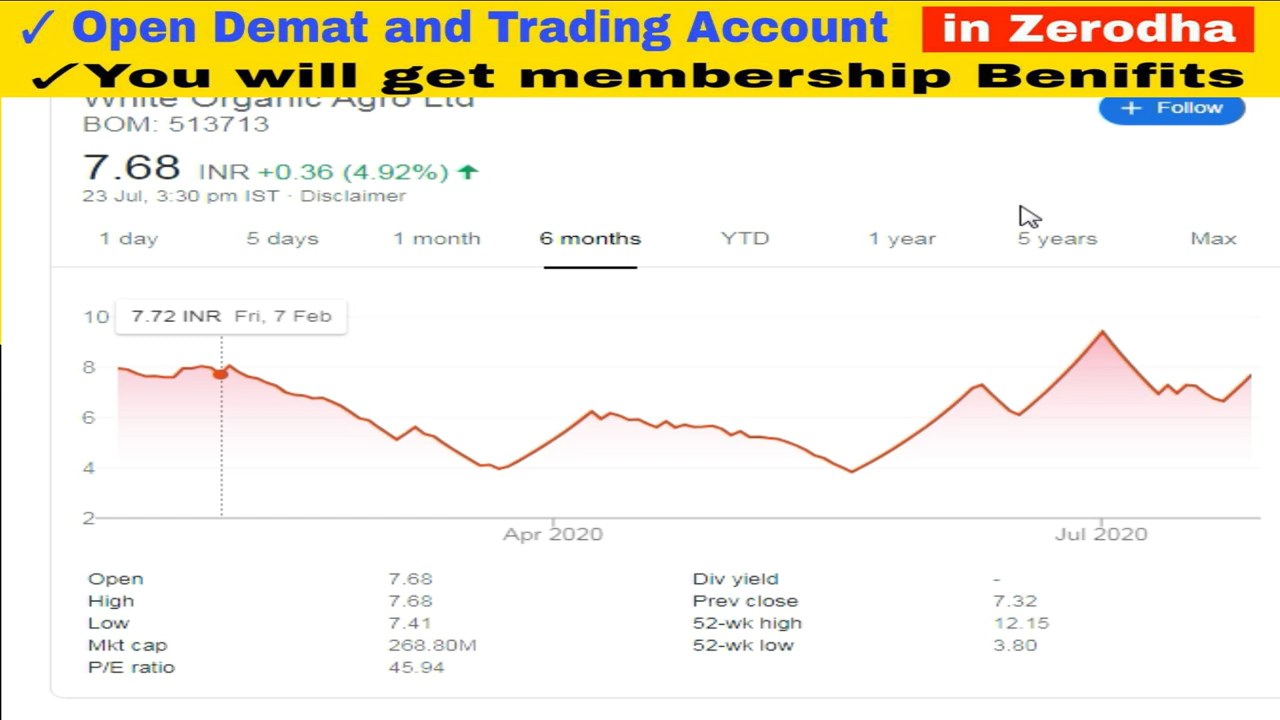 ✓ Open Demat and Trading Account in Zerodha
✓You will get membership Benifits
White Organic Agro Ltd
BOM: 513713
+ Follow
7.68 INR +0.36 (4.92%) ↑
23 Jul, 3:30 pm IST · Disclaimer
1 day 5 days 1 month 6 months YTD 1 year 5 years Max
10 7.72 INR Fri, 7 Feb
8
6
4
2
Apr 2020 Jul 2020
Open 7.68 Div yield -
High 7.68 Prev close 7.32
Low 7.41 52-wk high 12.15
Mkt cap 268.80M 52-wk low 3.80
P/E ratio 45.94